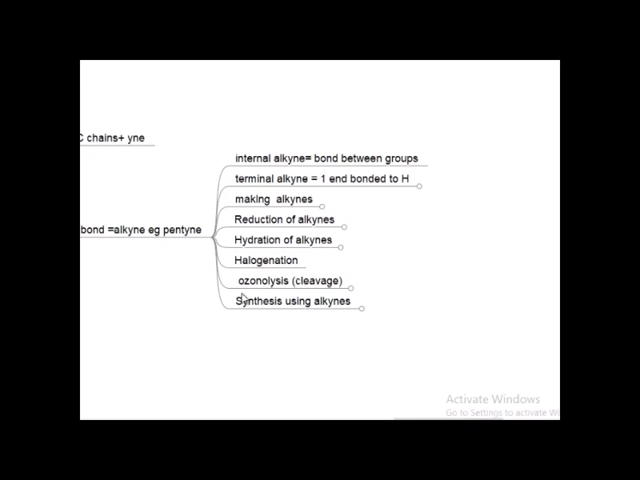 C chains+ yne
internal alkyne= bond between groups
terminal alkyne = 1 end bonded to H
making alkynes
Reduction of alkynes
bond =alkyne eg pentyne
Hydration of alkynes
Halogenation
ozonolysis (cleavage)
Synthesis using alkynes
Activate Windows
Go to Settings to activate Wi